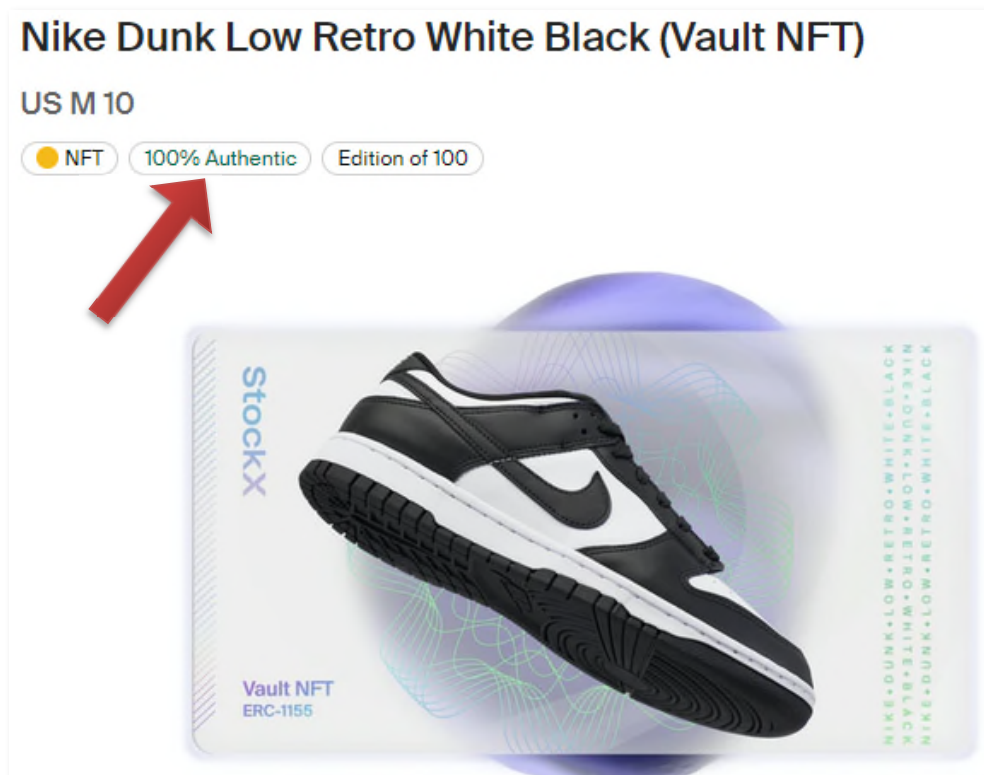 Nike Dunk Low Retro White Black (Vault NFT)
US M 10
NFT
100% Authentic
Edition of 100
StockX
Vault NFT
ERC-1155
NIKE•DUNK•LOW•RETRO•WHITE•BLACK
NIKE•DUNK•LOW•RETRO•WHITE•BLACK
NIKE•DUNK•LOW•RETRO•WHITE•BLACK